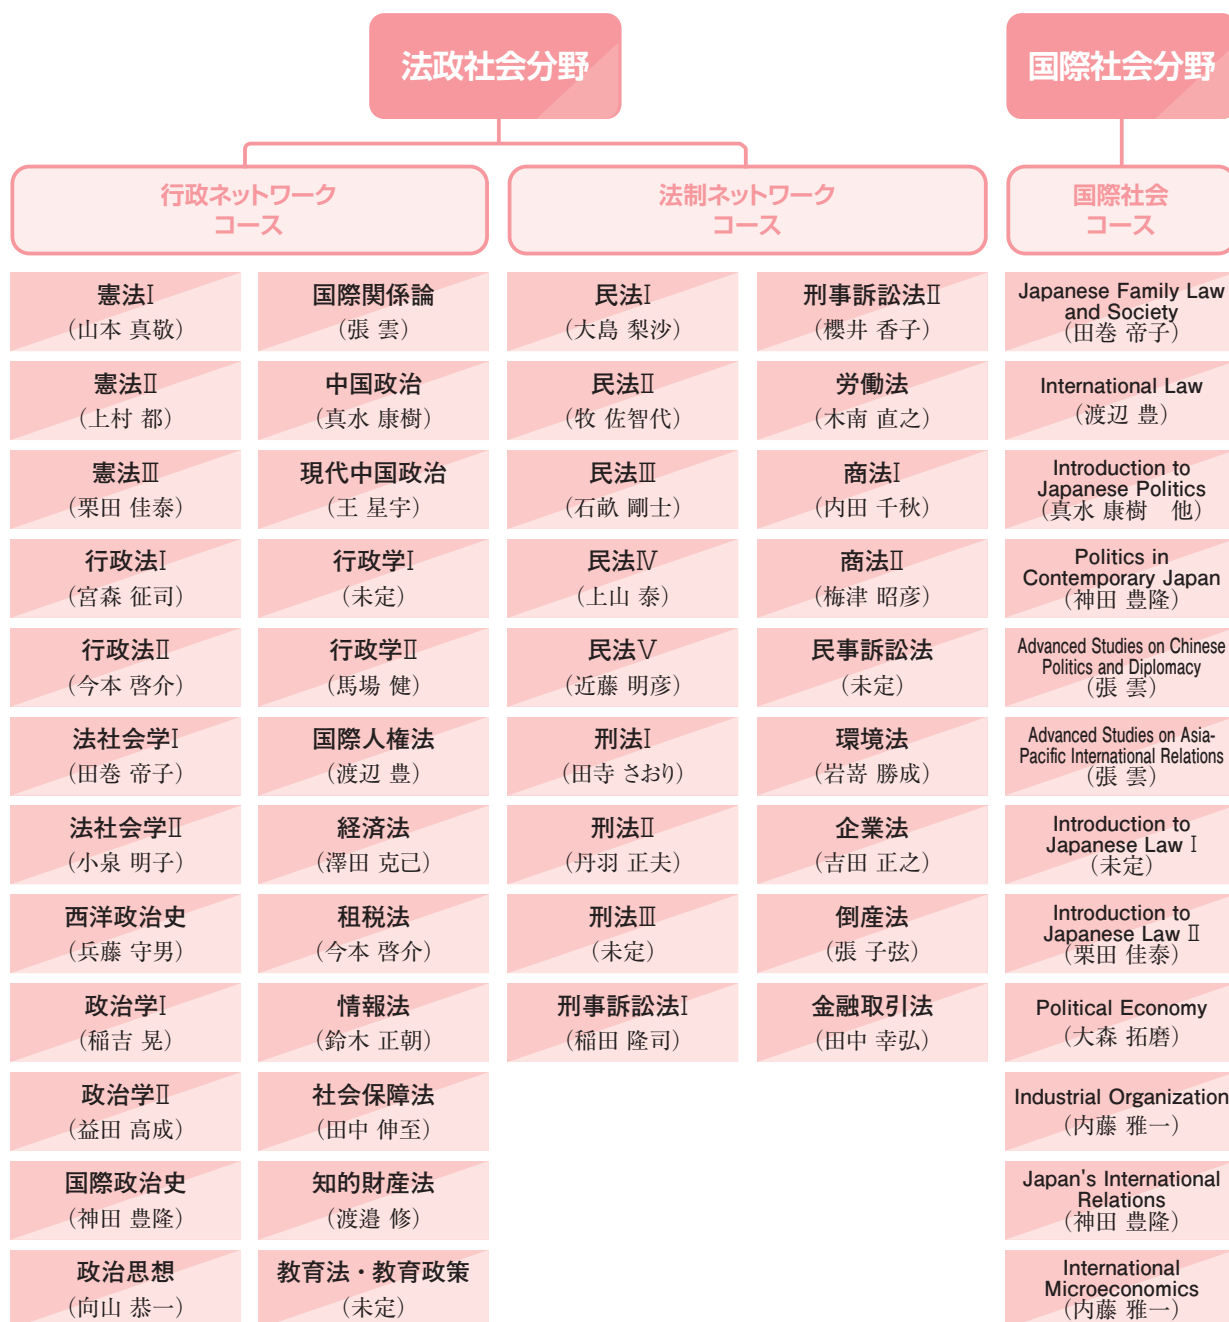 法政社会分野
国際社会分野
行政ネットワーク
コース
法制ネットワーク
コース
国際社会
コース
憲法Ⅰ
（山本 真敬）
憲法Ⅱ
（上村 都）
憲法Ⅲ
（栗田 佳泰）
行政法Ⅰ
（宮森 征司）
行政法Ⅱ
（今本 啓介）
法社会学Ⅰ
（田巻 帝子）
法社会学Ⅱ
（小泉 明子）
西洋政治史
（兵藤 守男）
政治学Ⅰ
（稲吉 晃）
政治学Ⅱ
（益田 高成）
国際政治史
（神田 豊隆）
政治思想
（向山 恭一）
国際関係論
（張 雲）
中国政治
（真水 康樹）
現代中国政治
（王 星宇）
行政学Ⅰ
（未定）
行政学Ⅱ
（馬場 健）
国際人権法
（渡辺 豊）
経済法
（澤田 克己）
租税法
（今本 啓介）
情報法
（鈴木 正朝）
社会保障法
（田中 伸至）
知的財産法
（渡邉 修）
教育法・教育政策
（未定）
民法Ⅰ
（大島 梨沙）
民法Ⅱ
（牧 佐智代）
民法Ⅲ
（石畝 剛士）
民法Ⅳ
（上山 泰）
民法Ⅴ
（近藤 明彦）
刑法Ⅰ
（田寺 さおり）
刑法Ⅱ
（丹羽 正夫）
刑法Ⅲ
（未定）
刑事訴訟法Ⅰ
（稲田 隆司）
刑事訴訟法Ⅱ
（櫻井 香子）
労働法
（木南 直之）
商法Ⅰ
（内田 千秋）
商法Ⅱ
（梅津 昭彦）
民事訴訟法
（未定）
環境法
（岩嵜 勝成）
企業法
（吉田 正之）
倒産法
（張 子弦）
金融取引法
（田中 幸弘）
Japanese Family Law
and Society
（田巻 帝子）
International Law
（渡辺 豊）
Introduction to
Japanese Politics
（真水 康樹　他）
Politics in
Contemporary Japan
（神田 豊隆）
Advanced Studies on Chinese
Politics and Diplomacy
（張 雲）
Advanced Studies on Asia-
Pacific International Relations
（張 雲）
Introduction to
Japanese Law Ⅰ
（未定）
Introduction to
Japanese Law Ⅱ
（栗田 佳泰）
Political Economy
（大森 拓磨）
Industrial Organization
（内藤 雅一）
Japan's International
Relations
（神田 豊隆）
International
Microeconomics
（内藤 雅一）